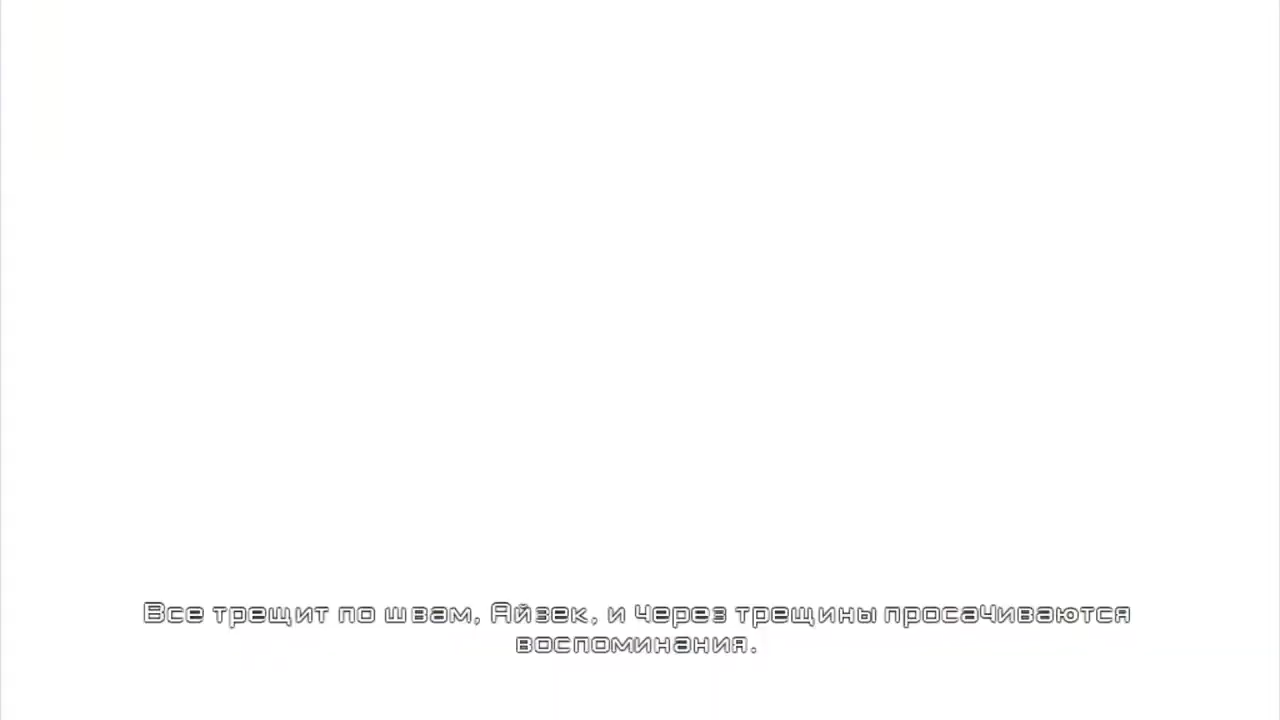 Все трещит по швам, Айзек, и через трещины просачиваются
воспоминания.